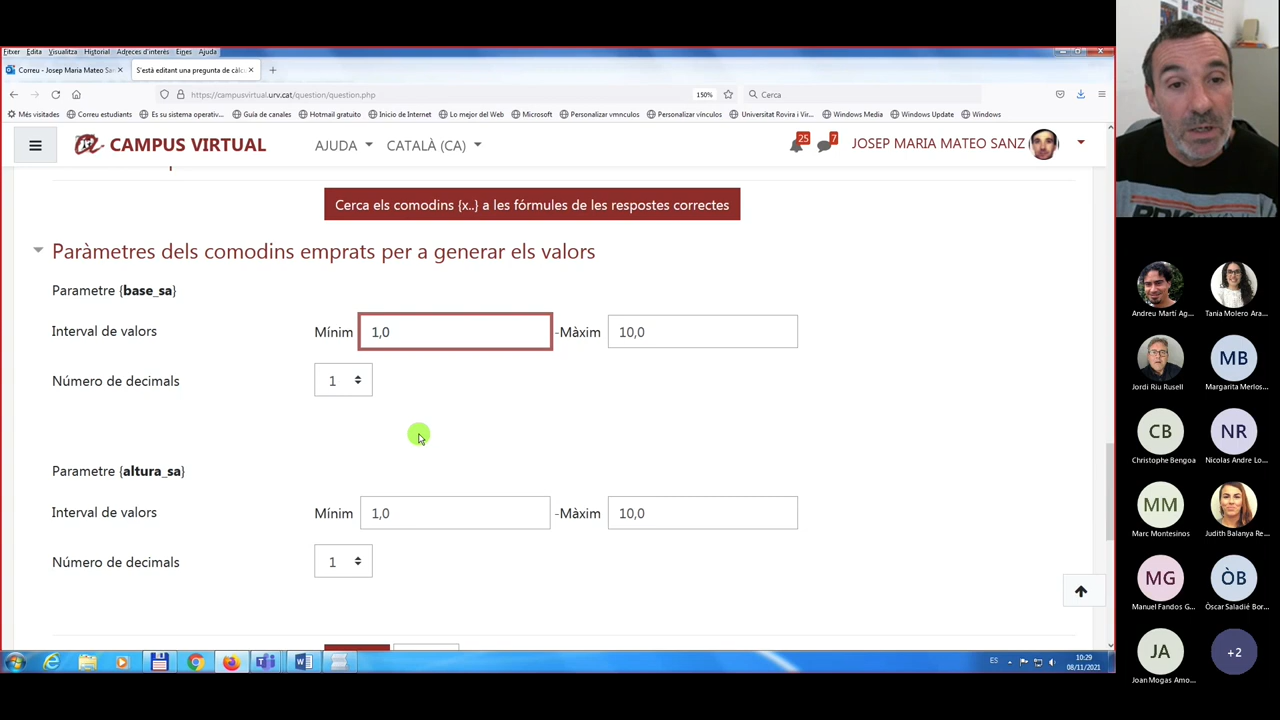 Fitxer Edita Visualitza Historial Adreces d'interès Eines Ajuda
Correu - Josep Maria Mateo Sa
S'està editant una pregunta de càlc
https://campusvirtual.urv.cat/question/question.php
150%
Cerca
Més visitades
Correu estudiants
Es su sistema operativ...
Guia de canales
Hotmail gratuito
Inicio de Internet
Lo mejor del Web
Microsoft
Personalizar vmnculos
Personalizar vínculos
Universitat Rovira i Vir...
Windows Media
Windows Update
Windows
CAMPUS VIRTUAL
AJUDA
CATALÀ (CA)
25
7
JOSEP MARIA MATEO SANZ
Cerca els comodins {x..} a les fórmules de les respostes correctes
Paràmetres dels comodins emprats per a generar els valors
Parametre {base_sa}
Interval de valors Mínim 1,0 -Màxim 10,0
Número de decimals 1
Parametre {altura_sa}
Interval de valors Mínim 1,0 -Màxim 10,0
Número de decimals 1
ES
10:29
08/11/2021
Andreu Martí Ag...
Tania Molero Ara...
Jordi Riu Rusell
MB
Margarita Merlos...
CB
Christophe Bengoa
NR
Nicolas Andre Lo...
MM
Marc Montesinos
Judith Balanya Re...
MG
Manuel Fandos G...
ÒB
Òscar Saladié Bor...
JA
Joan Mogas Amo...
+2